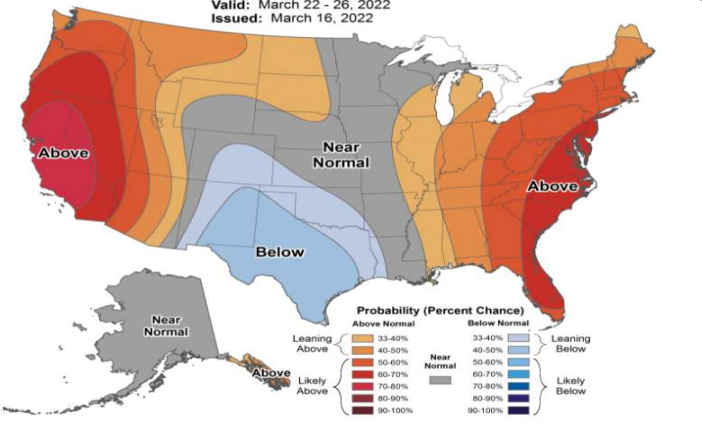 Valid: March 22 - 26, 2022
Issued: March 16, 2022
Above
Near
Normal
Above
Below
Near
Normal
Above
Probability (Percent Chance)
Above Normal
Below Normal
Leaning
Above
33-40%
40-50%
Likely
Above
50-60%
60-70%
70-80%
80-90%
90-100%
Near
Normal
33-40%
40-50%
Leaning
Below
50-60%
60-70%
70-80%
80-90%
90-100%
Likely
Below